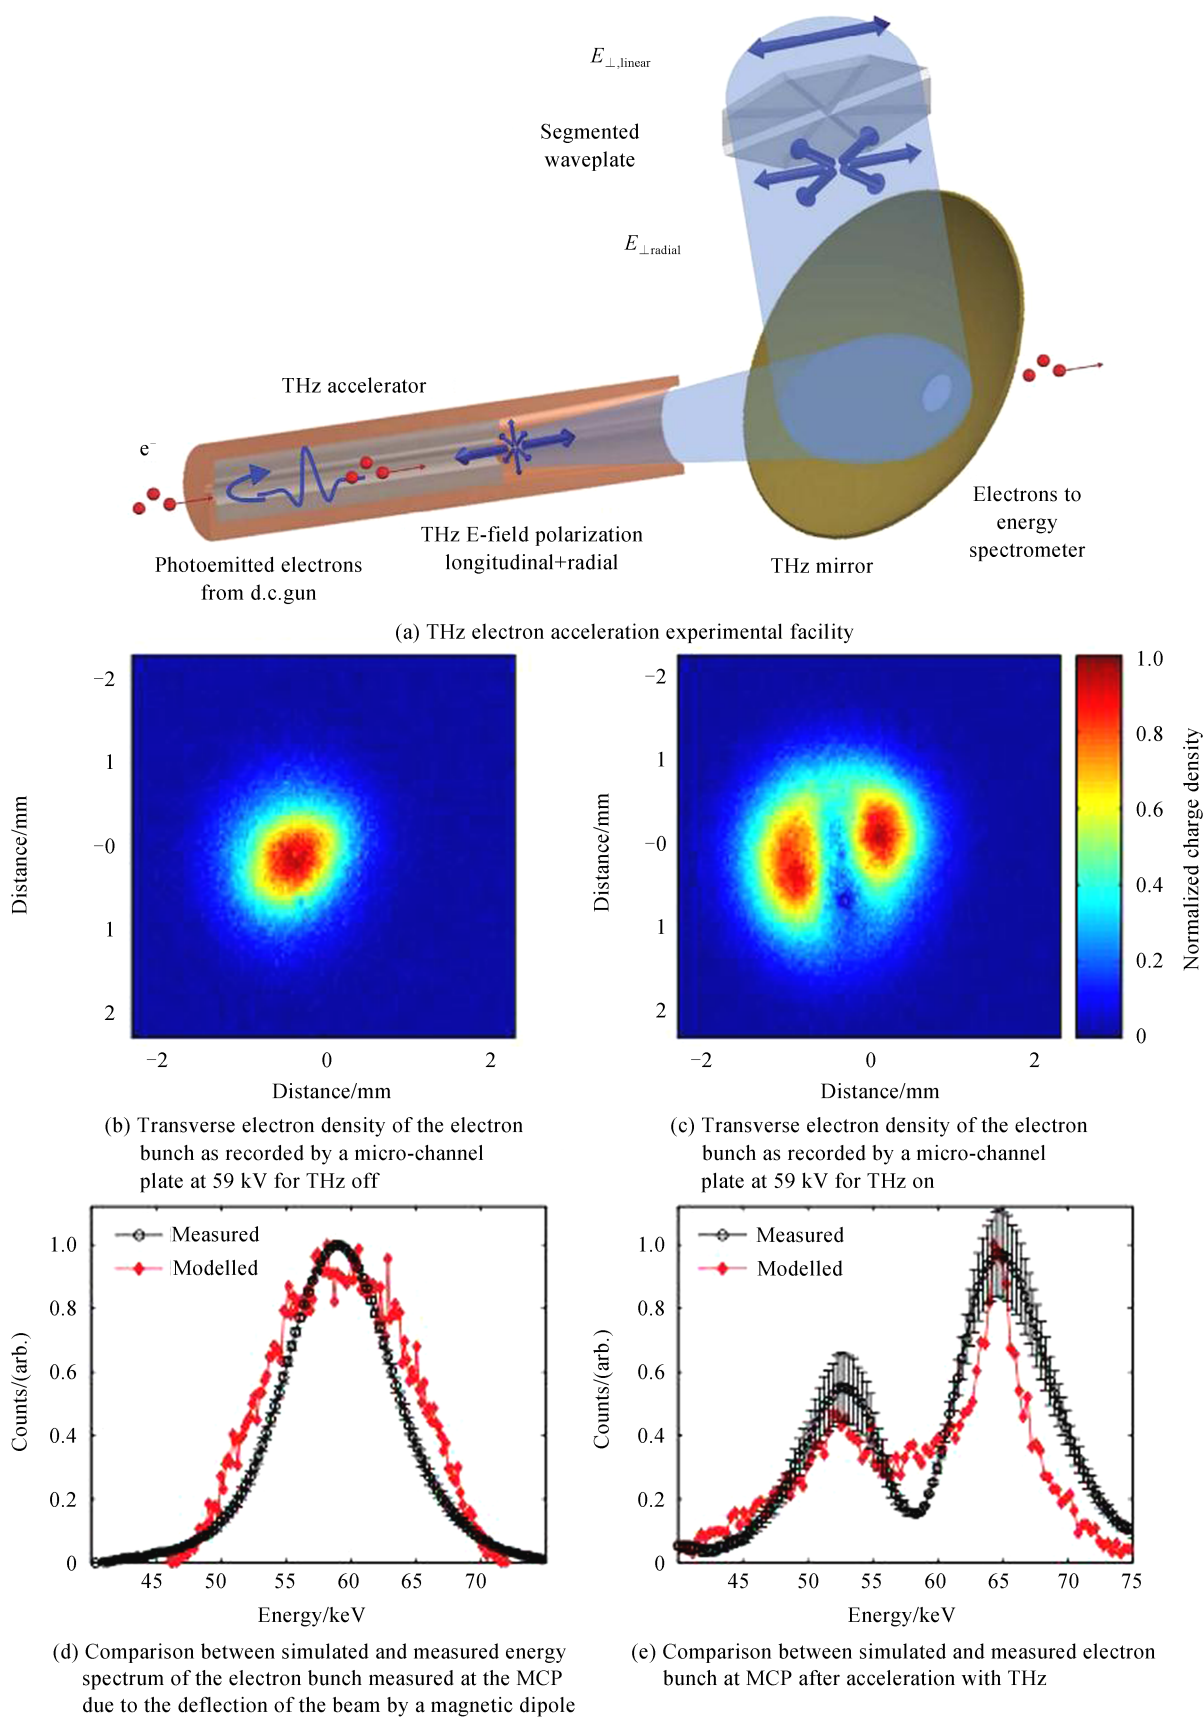 E⊥,linear
Segmented
waveplate
E⊥radial
THz accelerator
e⁻
THz E-field polarization
longitudinal+radial
Photoemitted electrons
from d.c.gun
THz mirror
Electrons to
energy
spectrometer
(a) THz electron acceleration experimental facility
−2
1
−0
1
2
Distance/mm
−2 0 2
Distance/mm
−2
1
−0
1
2
Distance/mm
−2 0 2
Distance/mm
1.0
0.8
0.6
0.4
0.2
0
Normalized charge density
(b) Transverse electron density of the electron
bunch as recorded by a micro-channel
plate at 59 kV for THz off
(c) Transverse electron density of the electron
bunch as recorded by a micro-channel
plate at 59 kV for THz on
Measured
Modelled
1.0
0.8
0.6
0.4
0.2
0
Counts/(arb.)
45 50 55 60 65 70
Energy/keV
Measured
Modelled
1.0
0.8
0.6
0.4
0.2
0
Counts/(arb.)
45 50 55 60 65 70 75
Energy/keV
(d) Comparison between simulated and measured energy
spectrum of the electron bunch measured at the MCP
due to the deflection of the beam by a magnetic dipole
(e) Comparison between simulated and measured electron
bunch at MCP after acceleration with THz